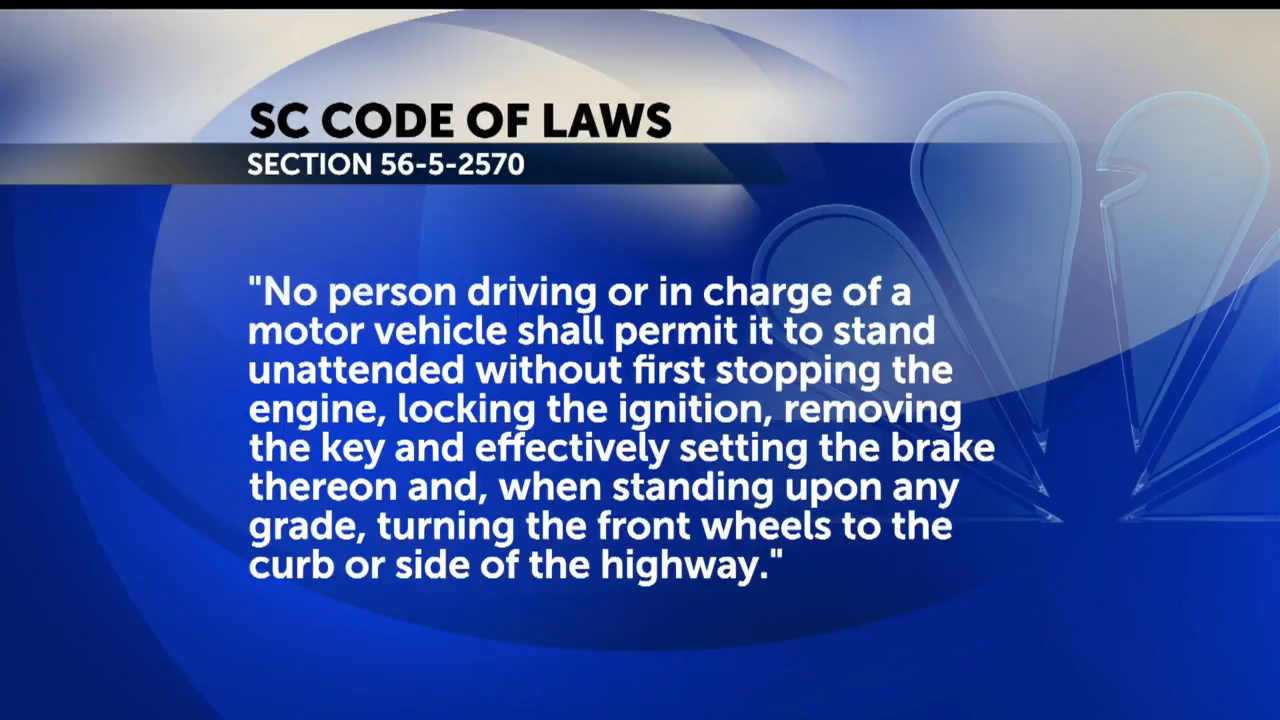 SC CODE OF LAWS
SECTION 56-5-2570
"No person driving or in charge of a
motor vehicle shall permit it to stand
unattended without first stopping the
engine, locking the ignition, removing
the key and effectively setting the brake
thereon and, when standing upon any
grade, turning the front wheels to the
curb or side of the highway."